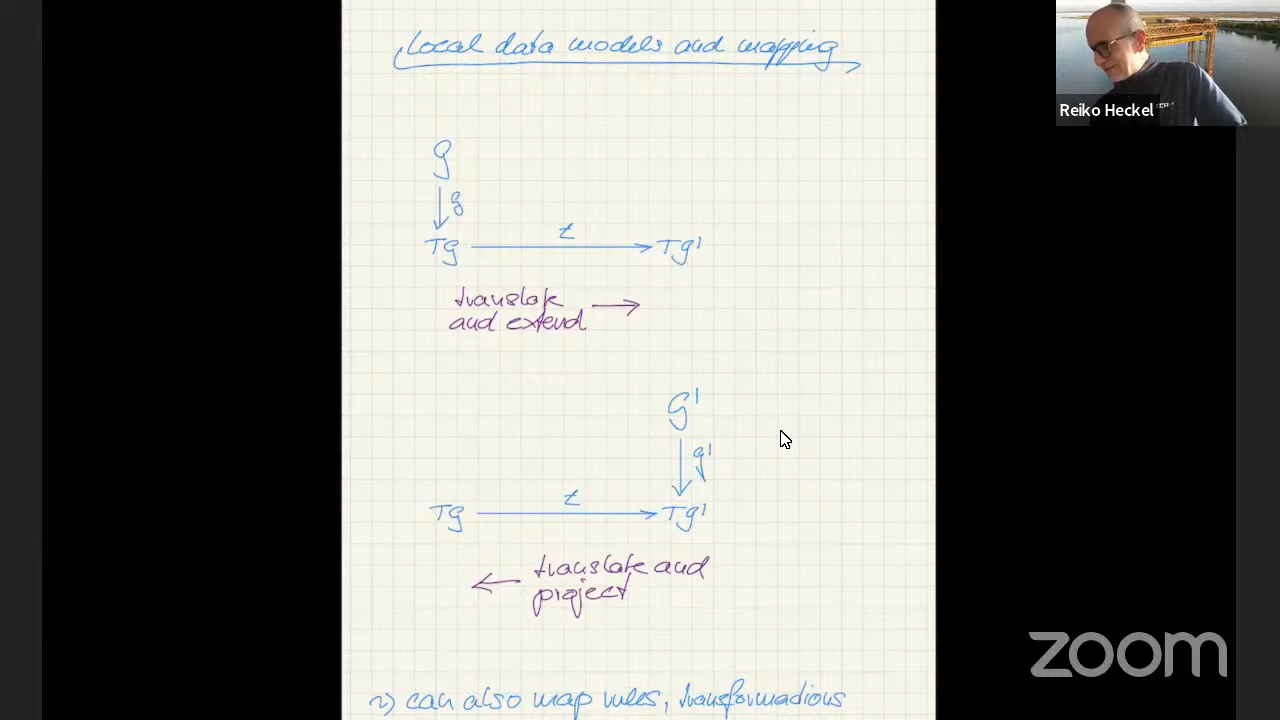 Local data models and mapping
Reiko Heckel
G
g
TG
t
TG'
translate
and extend
G'
g'
TG
t
TG'
translate and
project
2) can also map rules, transformations
zoom